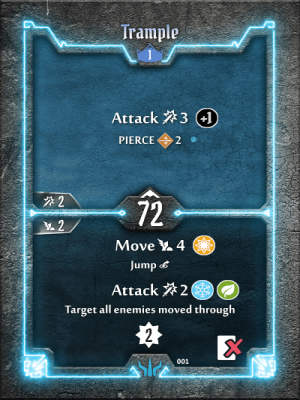 Trample
1
Attack 3 +1
PIERCE 2
2
72
2
Move 4
Jump
Attack 2
Target all enemies moved through
2
001